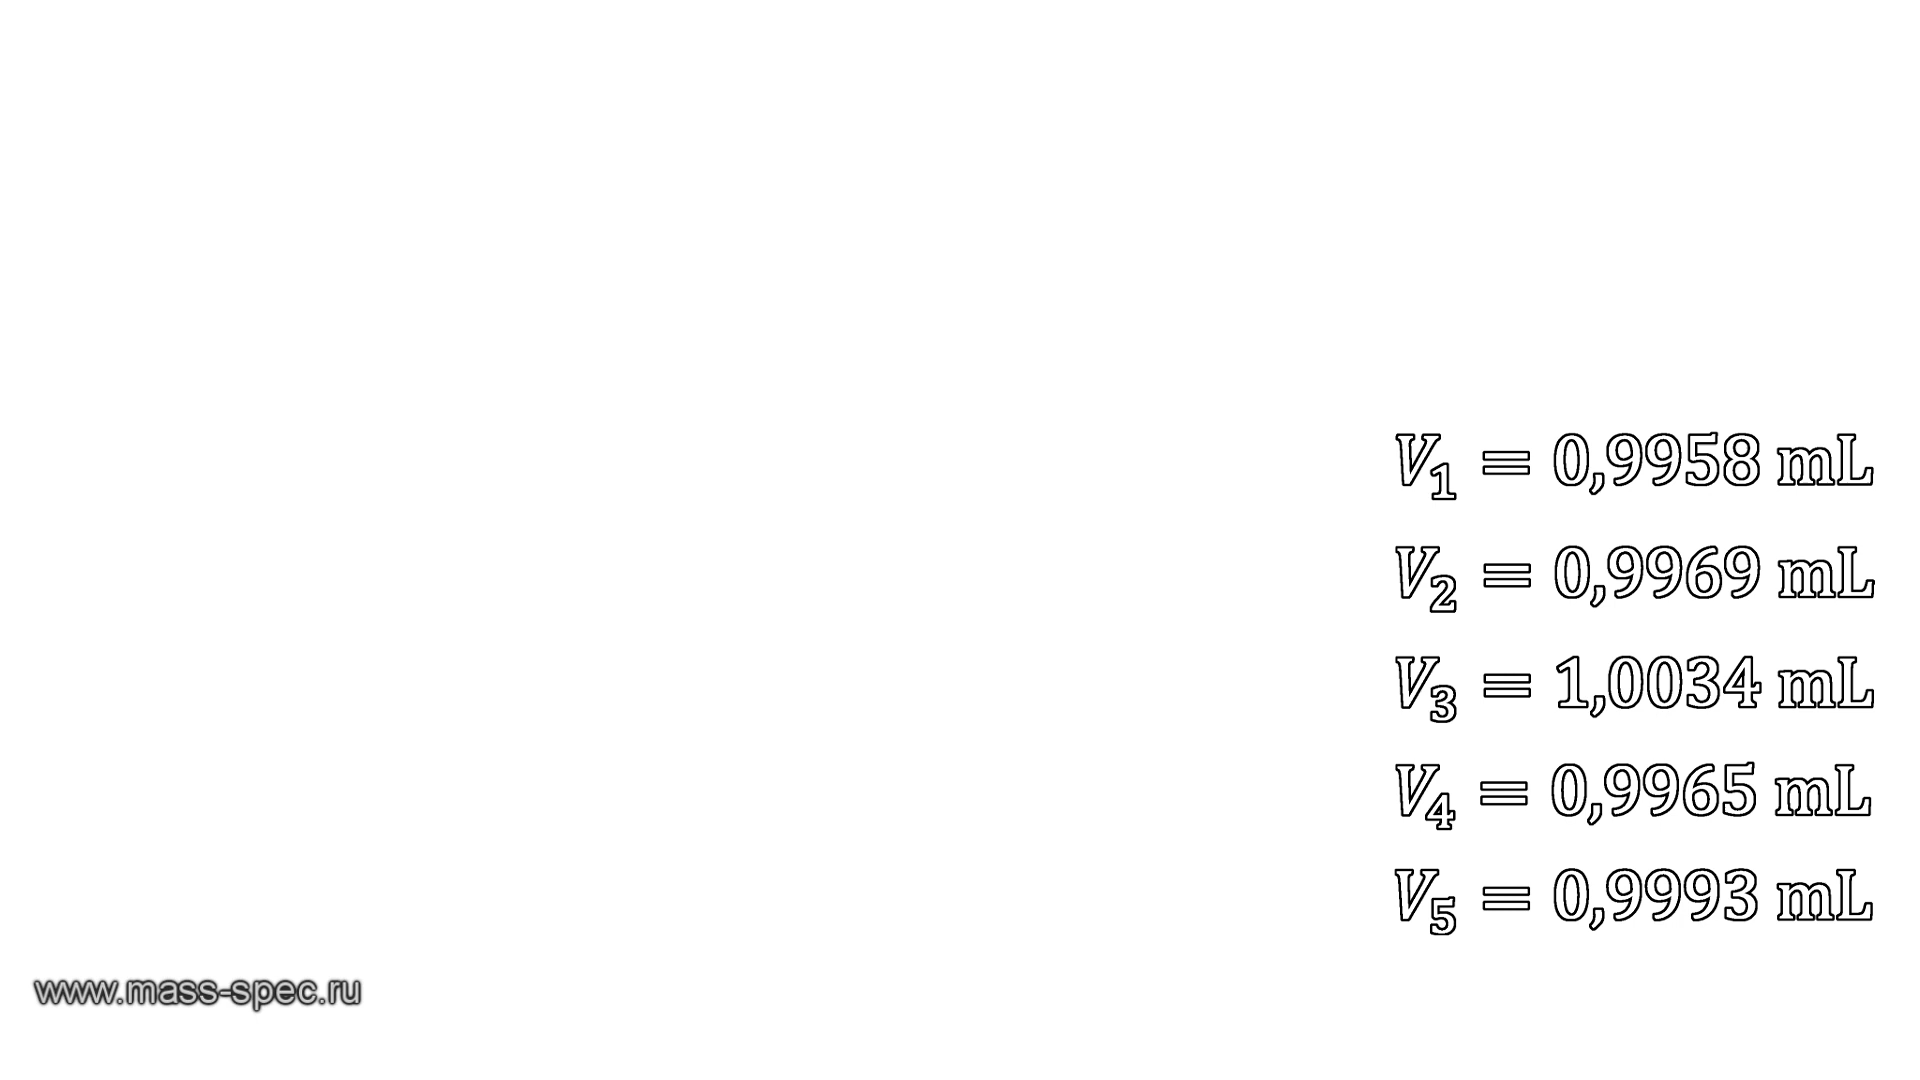 V₁ = 0,9958 mL
V₂ = 0,9969 mL
V₃ = 1,0034 mL
V₄ = 0,9965 mL
V₅ = 0,9993 mL
www.mass-spec.ru